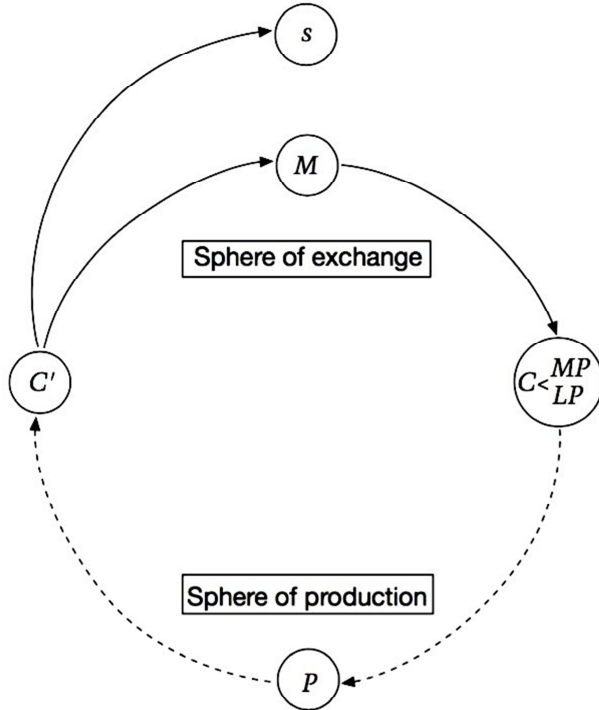 s
M
Sphere of exchange
C'
C< MP
LP
Sphere of production
P